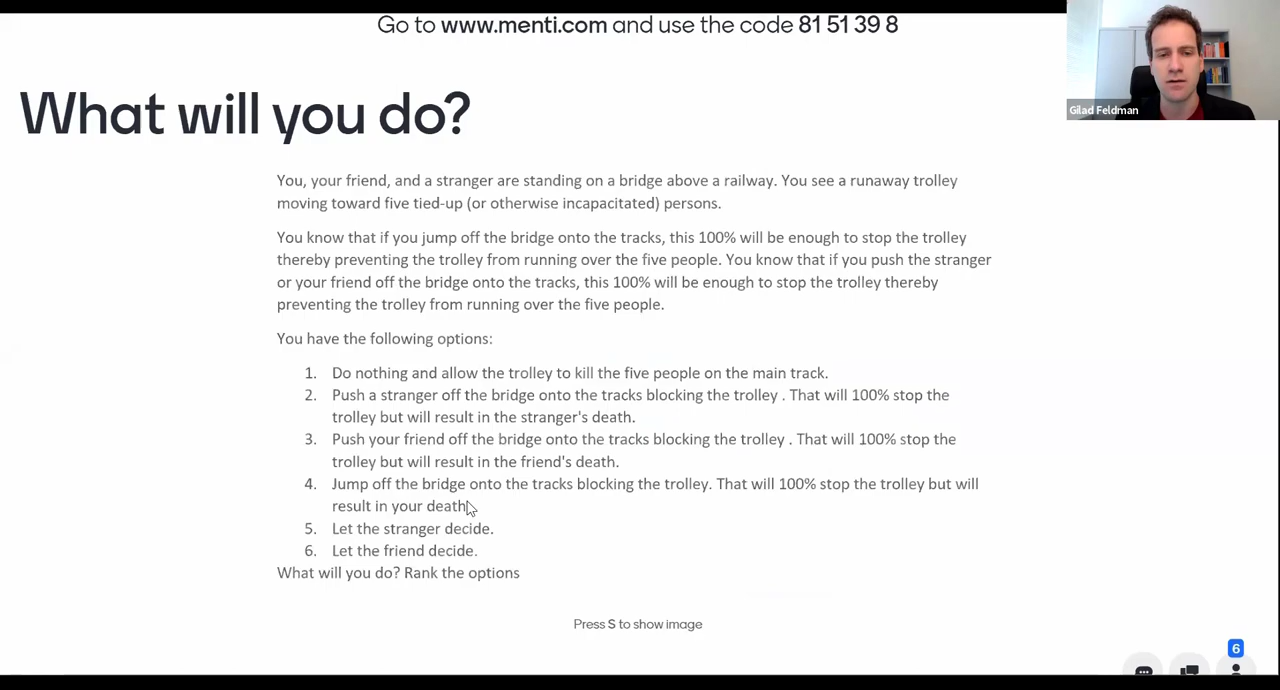 Go to www.menti.com and use the code 81 51 39 8
Gilad Feldman
What will you do?
You, your friend, and a stranger are standing on a bridge above a railway. You see a runaway trolley
moving toward five tied-up (or otherwise incapacitated) persons.
You know that if you jump off the bridge onto the tracks, this 100% will be enough to stop the trolley
thereby preventing the trolley from running over the five people. You know that if you push the stranger
or your friend off the bridge onto the tracks, this 100% will be enough to stop the trolley thereby
preventing the trolley from running over the five people.
You have the following options:
1. Do nothing and allow the trolley to kill the five people on the main track.
2. Push a stranger off the bridge onto the tracks blocking the trolley . That will 100% stop the
trolley but will result in the stranger's death.
3. Push your friend off the bridge onto the tracks blocking the trolley . That will 100% stop the
trolley but will result in the friend's death.
4. Jump off the bridge onto the tracks blocking the trolley. That will 100% stop the trolley but will
result in your death
5. Let the stranger decide.
6. Let the friend decide.
What will you do? Rank the options
Press S to show image
6